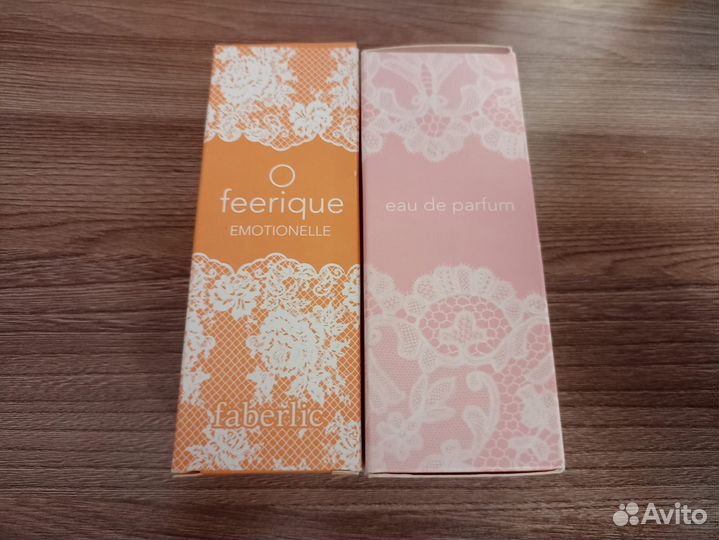 O
feerique
EMOTIONELLE
faberlic
eau de parfum
Avito